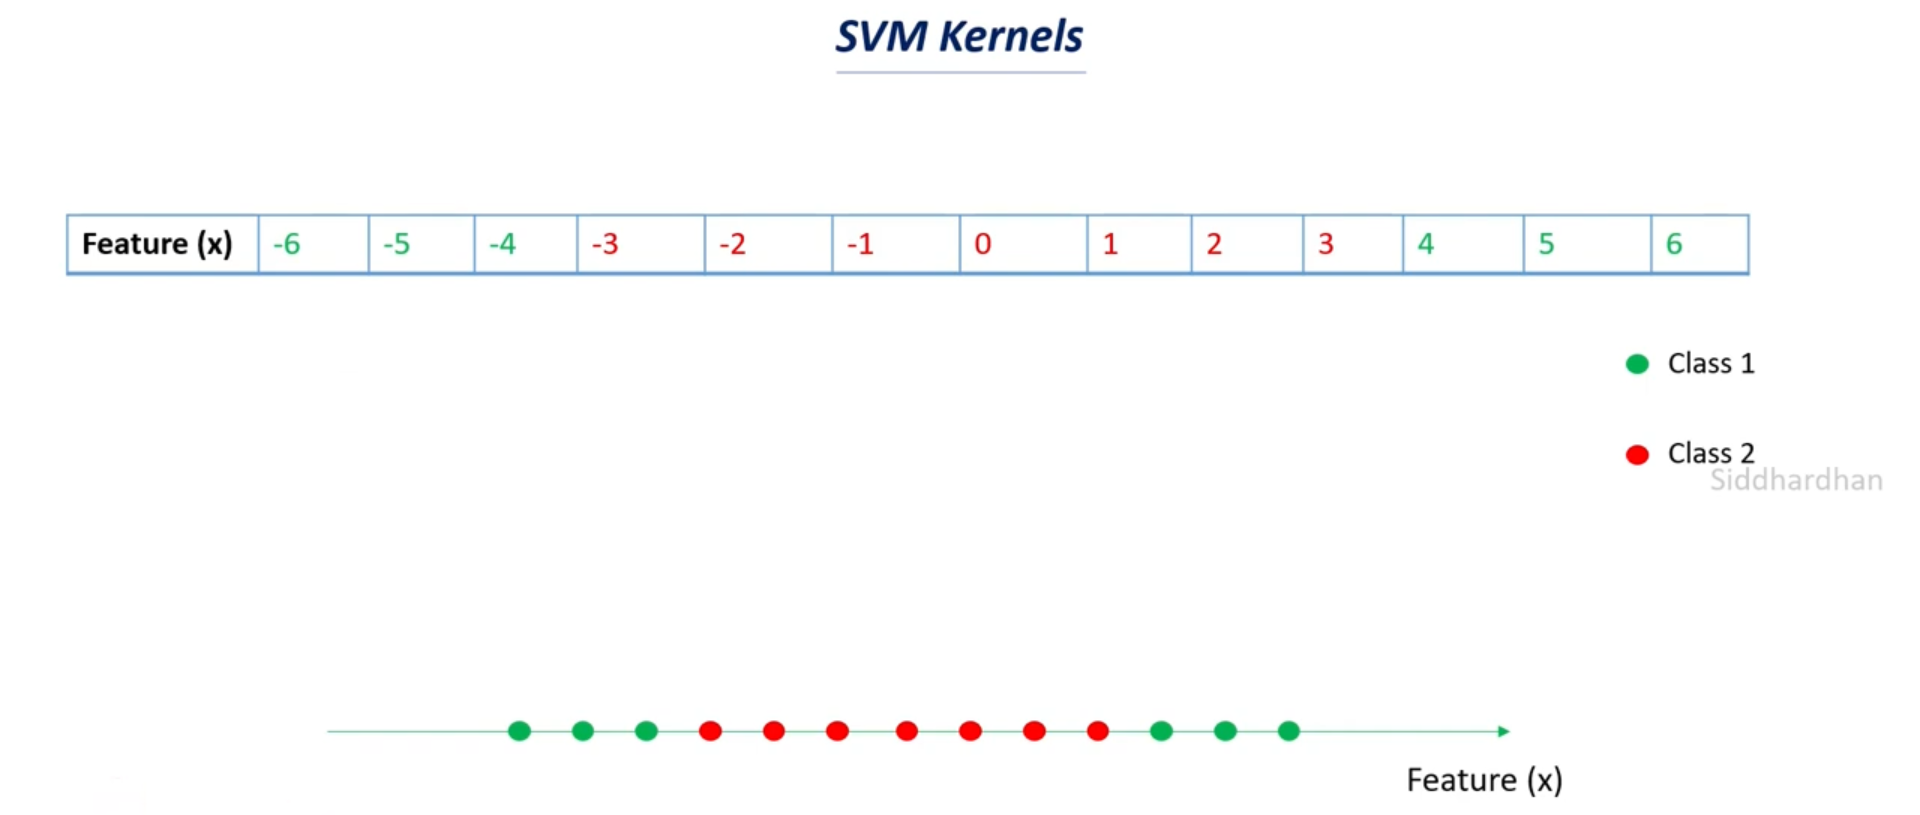 SVM Kernels
Feature (x) -6 -5 -4 -3 -2 -1 0 1 2 3 4 5 6
Class 1
Class 2
Siddhardhan
Feature (x)